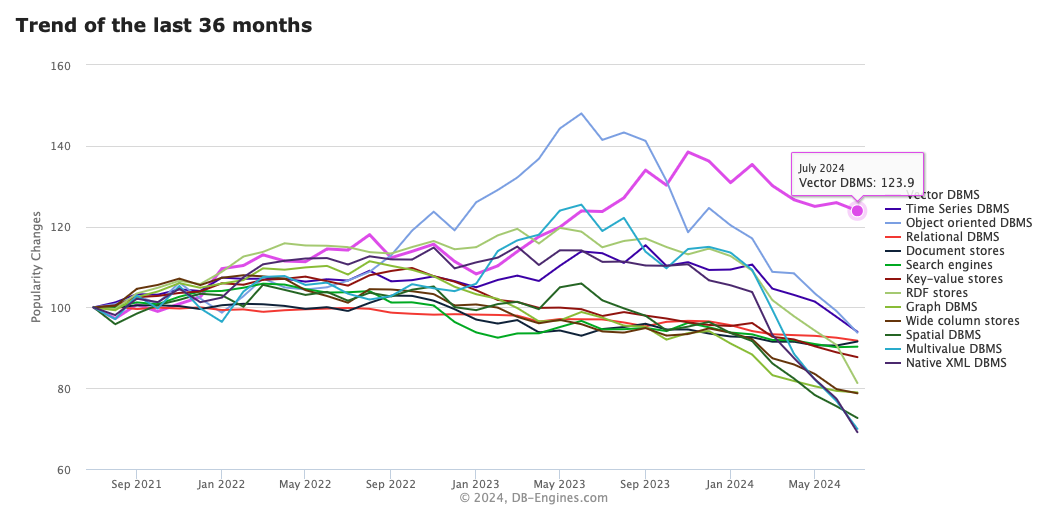 Trend of the last 36 months
160
140
120
100
80
60
Popularity Changes
Sep 2021
Jan 2022
May 2022
Sep 2022
Jan 2023
May 2023
Sep 2023
Jan 2024
May 2024
July 2024
Vector DBMS: 123.9
Vector DBMS
Time Series DBMS
Object oriented DBMS
Relational DBMS
Document stores
Search engines
Key-value stores
RDF stores
Graph DBMS
Wide column stores
Spatial DBMS
Multivalue DBMS
Native XML DBMS
© 2024, DB-Engines.com